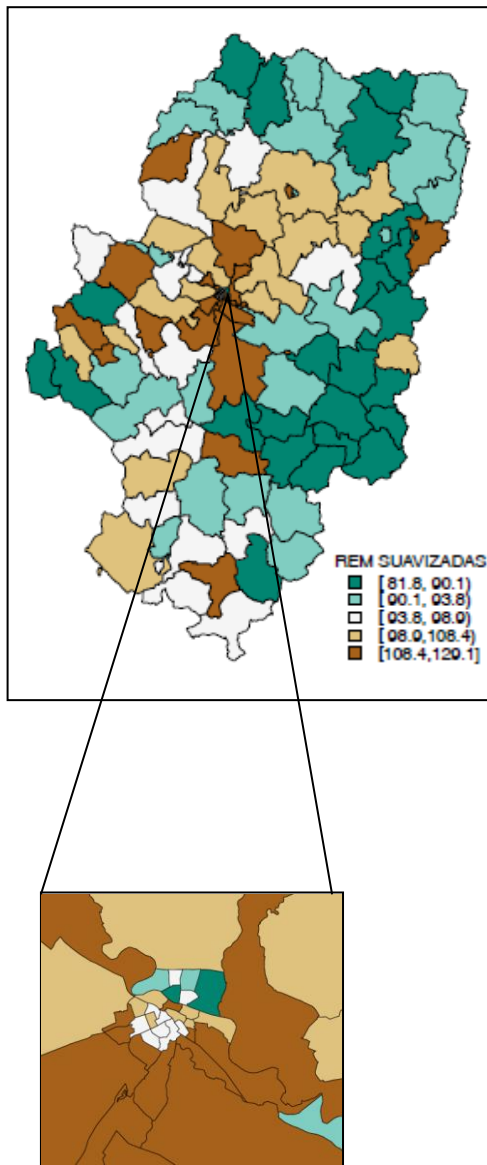 REM SUAVIZADAS
[ 81.8, 90.1)
[ 90.1, 93.8)
[ 93.8, 98.9)
[ 98.9,108.4)
[108.4,129.1]